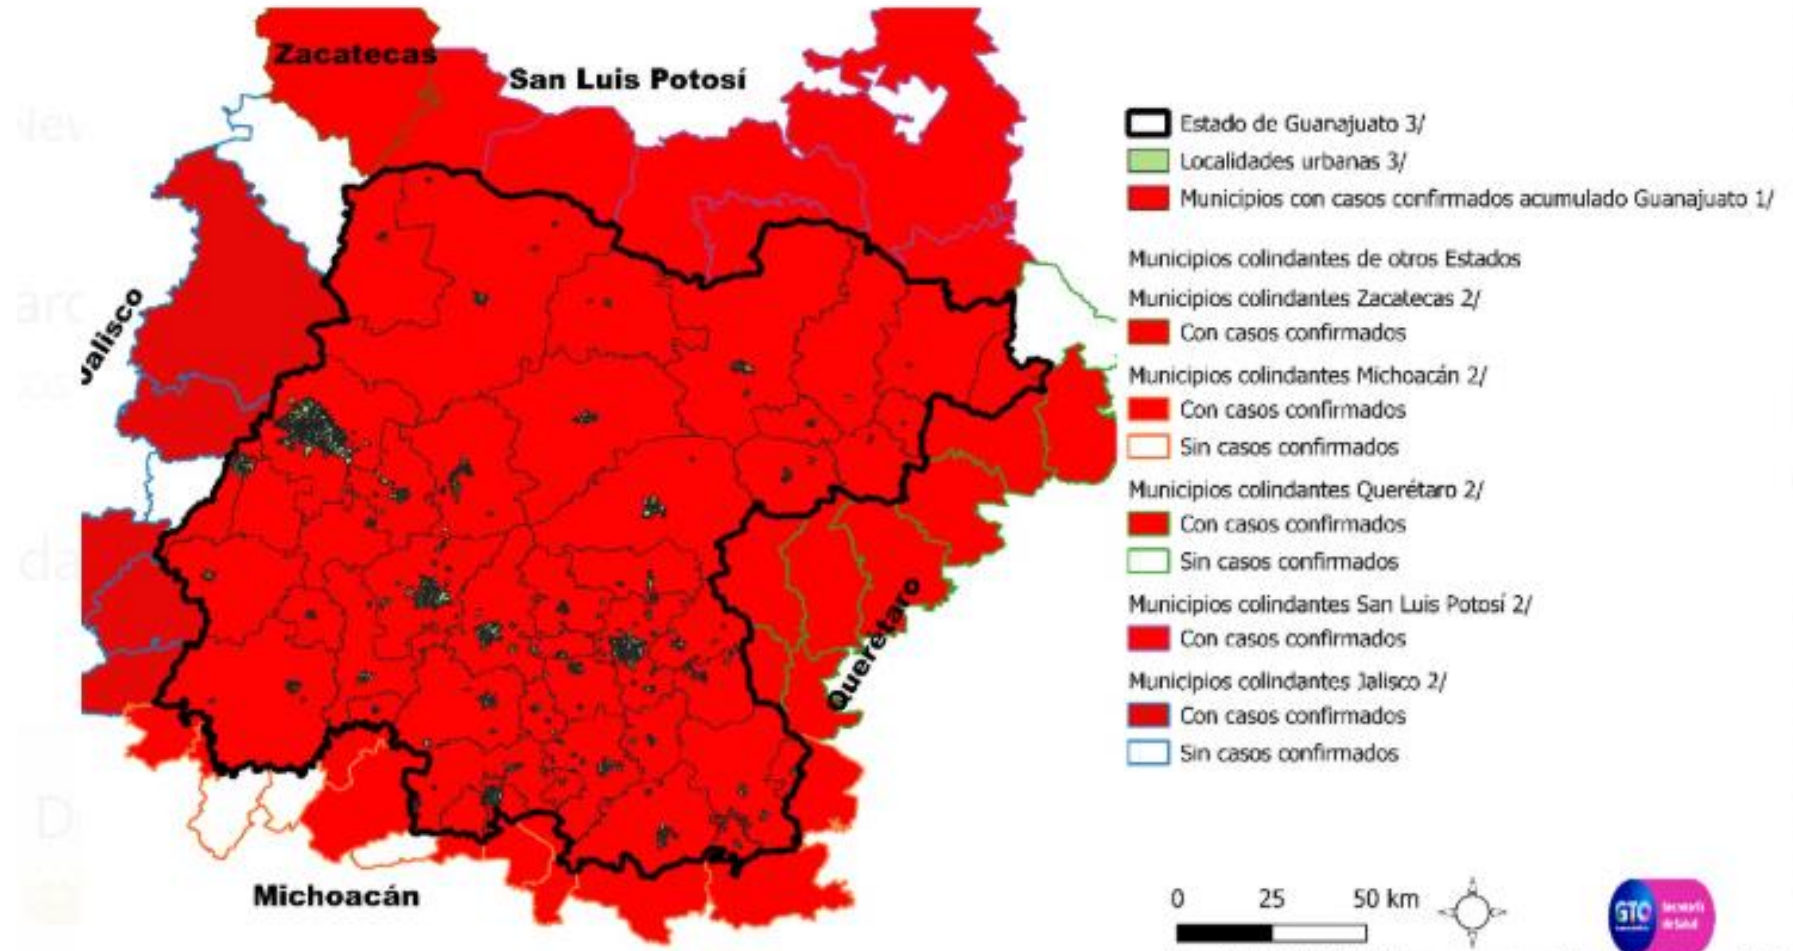 Zacatecas
San Luis Potosí
Jalisco
Querétaro
Michoacán
Estado de Guanajuato 3/
Localidades urbanas 3/
Municipios con casos confirmados acumulado Guanajuato 1/
Municipios colindantes de otros Estados
Municipios colindantes Zacatecas 2/
Con casos confirmados
Municipios colindantes Michoacán 2/
Con casos confirmados
Sin casos confirmados
Municipios colindantes Querétaro 2/
Con casos confirmados
Sin casos confirmados
Municipios colindantes San Luis Potosí 2/
Con casos confirmados
Municipios colindantes Jalisco 2/
Con casos confirmados
Sin casos confirmados
0 25 50 km
GTO